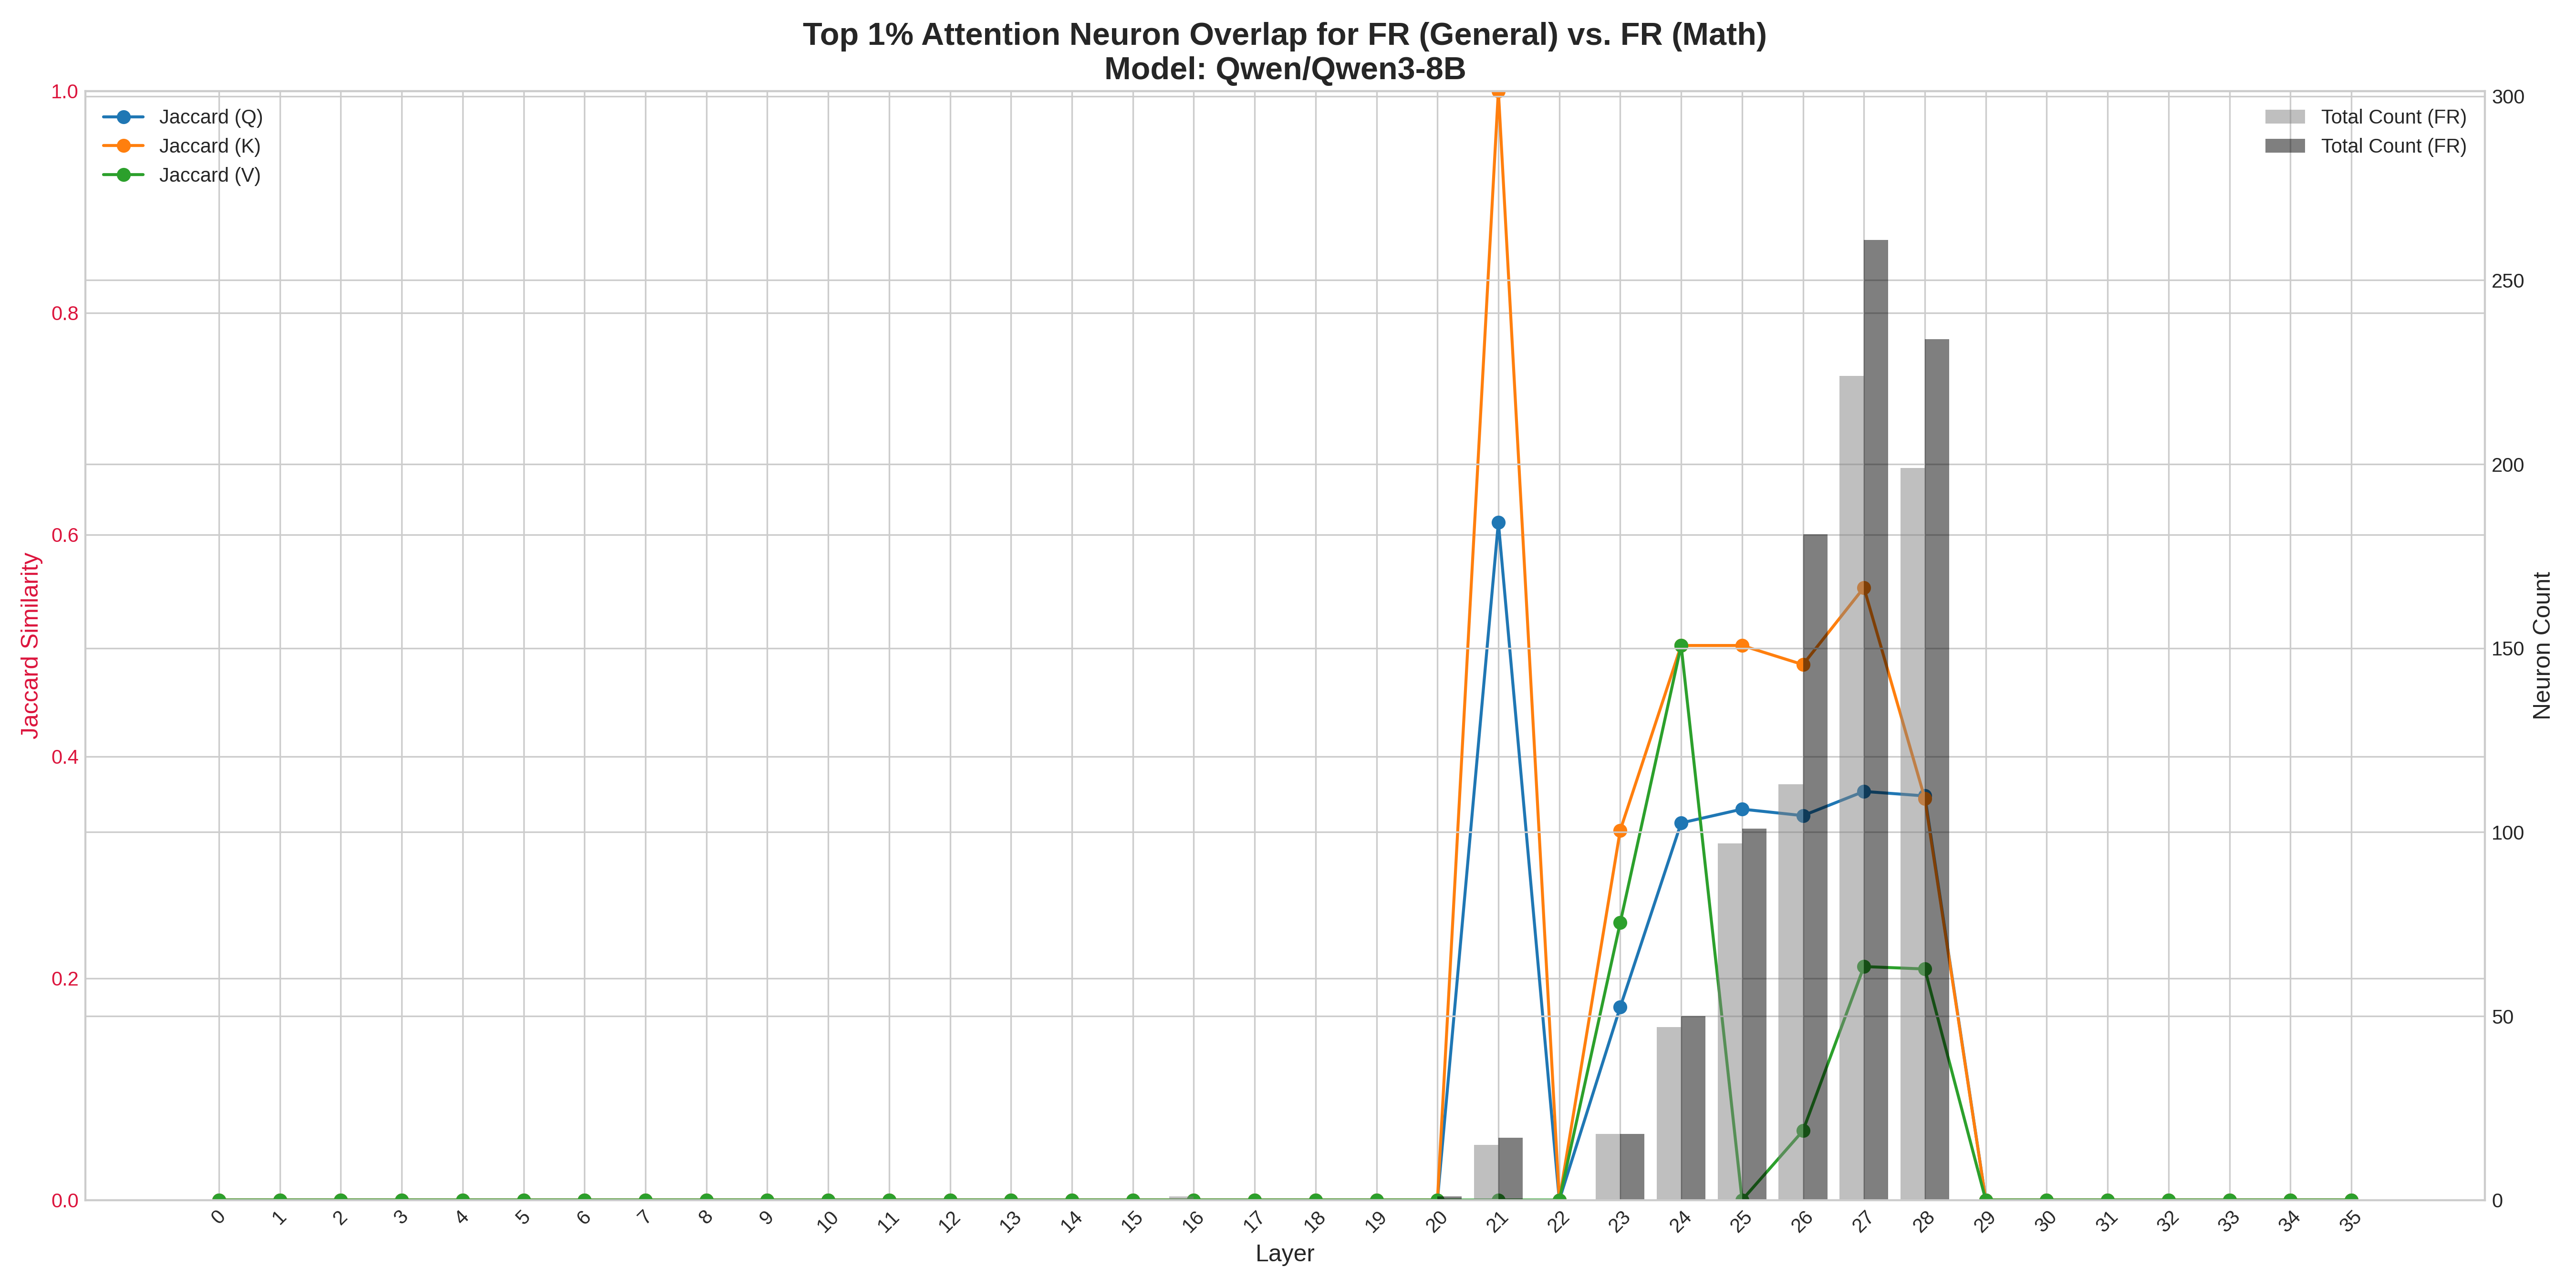 Top 1% Attention Neuron Overlap for FR (General) vs. FR (Math)
Model: Qwen/Qwen3-8B
Jaccard (Q)
Jaccard (K)
Jaccard (V)
Total Count (FR)
Total Count (FR)
Jaccard Similarity
1.0
0.8
0.6
0.4
0.2
0.0
Neuron Count
300
250
200
150
100
50
0
0 1 2 3 4 5 6 7 8 9 10 11 12 13 14 15 16 17 18 19 20 21 22 23 24 25 26 27 28 29 30 31 32 33 34 35
Layer